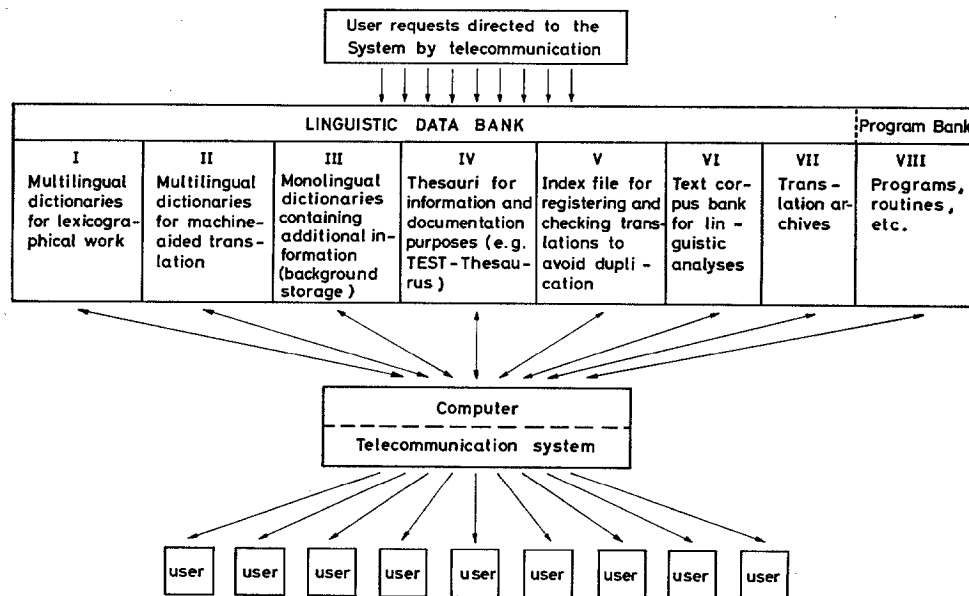 User requests directed to the
System by telecommunication
LINGUISTIC DATA BANK
Program Bank
I
Multilingual
dictionaries
for lexicogra-
phical work
II
Multilingual
dictionaries
for machine-
aided trans-
lation
III
Monolingual
dictionaries
containing
additional in-
formation
(background
storage)
IV
Thesauri for
information and
documentation
purposes (e.g.
TEST-Thesau-
rus)
V
Index file for
registering and
checking trans-
lations to
avoid dupli-
cation
VI
Text cor-
pus bank
for lin-
guistic
analyses
VII
Trans-
lation ar-
chives
VIII
Programs,
routines,
etc.
Computer
Telecommunication system
user user user user user user user user user